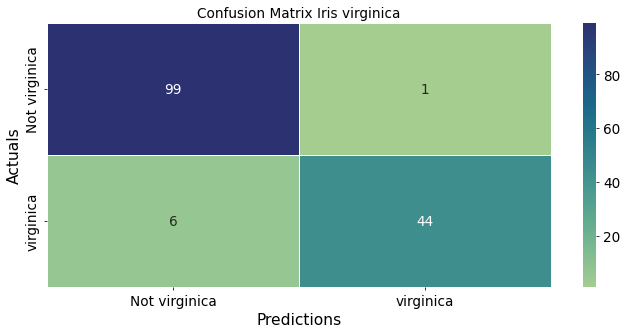 Confusion Matrix Iris virginica
Actuals
Not virginica
99
1
virginica
6
44
Not virginica
virginica
Predictions
80
60
40
20